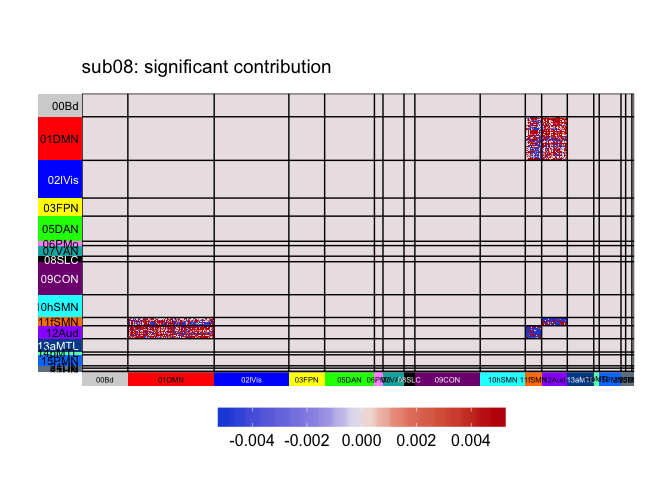 sub08: significant contribution
00Bd
01DMN
02lVis
03FPN
05DAN
06PMo
07VAN
08SLC
09CON
10hSMN
11fSMN
12Aud
13aMTL
15PMN
00Bd 01DMN 02lVis 03FPN 05DAN 08SLC 09CON 10hSMN 11fSMN 12Aud 13aMTL
-0.004 -0.002 0.000 0.002 0.004